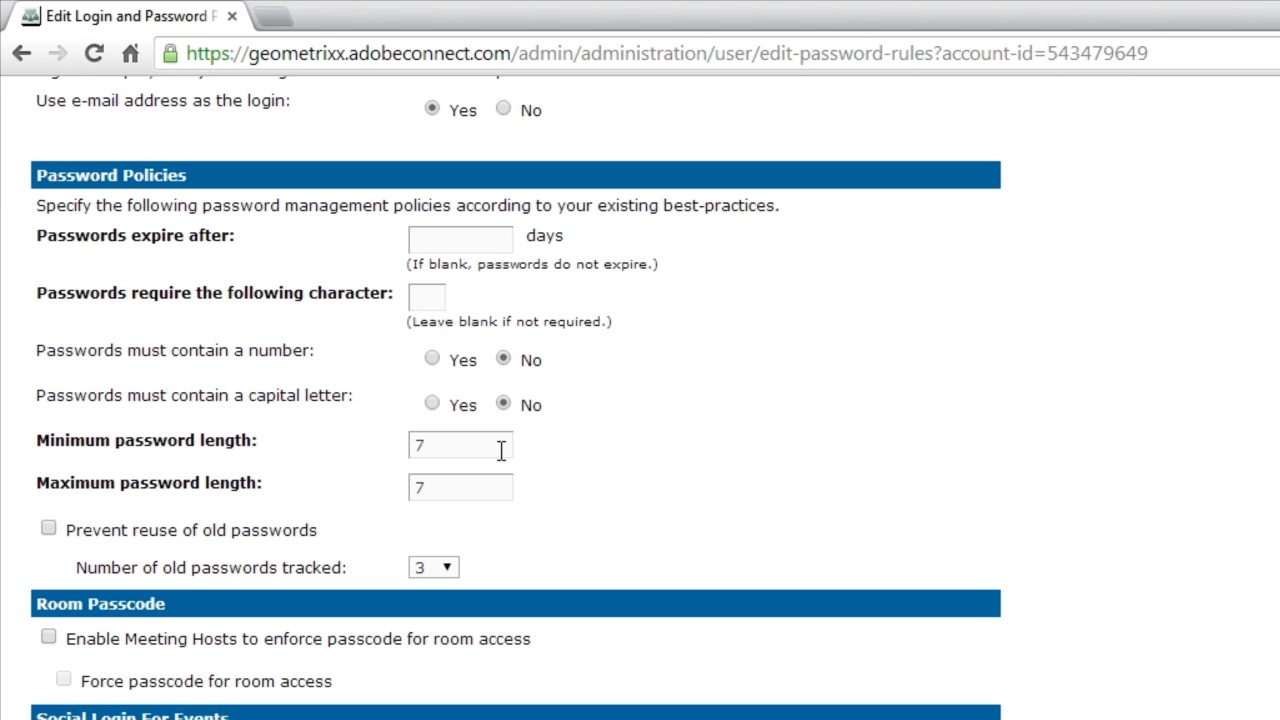 Edit Login and Password P
https://geometrixx.adobeconnect.com/admin/administration/user/edit-password-rules?account-id=543479649
Use e-mail address as the login: Yes No
Password Policies
Specify the following password management policies according to your existing best-practices.
Passwords expire after: days
(If blank, passwords do not expire.)
Passwords require the following character:
(Leave blank if not required.)
Passwords must contain a number: Yes No
Passwords must contain a capital letter: Yes No
Minimum password length: 7
Maximum password length: 7
Prevent reuse of old passwords
Number of old passwords tracked: 3
Room Passcode
Enable Meeting Hosts to enforce passcode for room access
Force passcode for room access
Social Login For Events